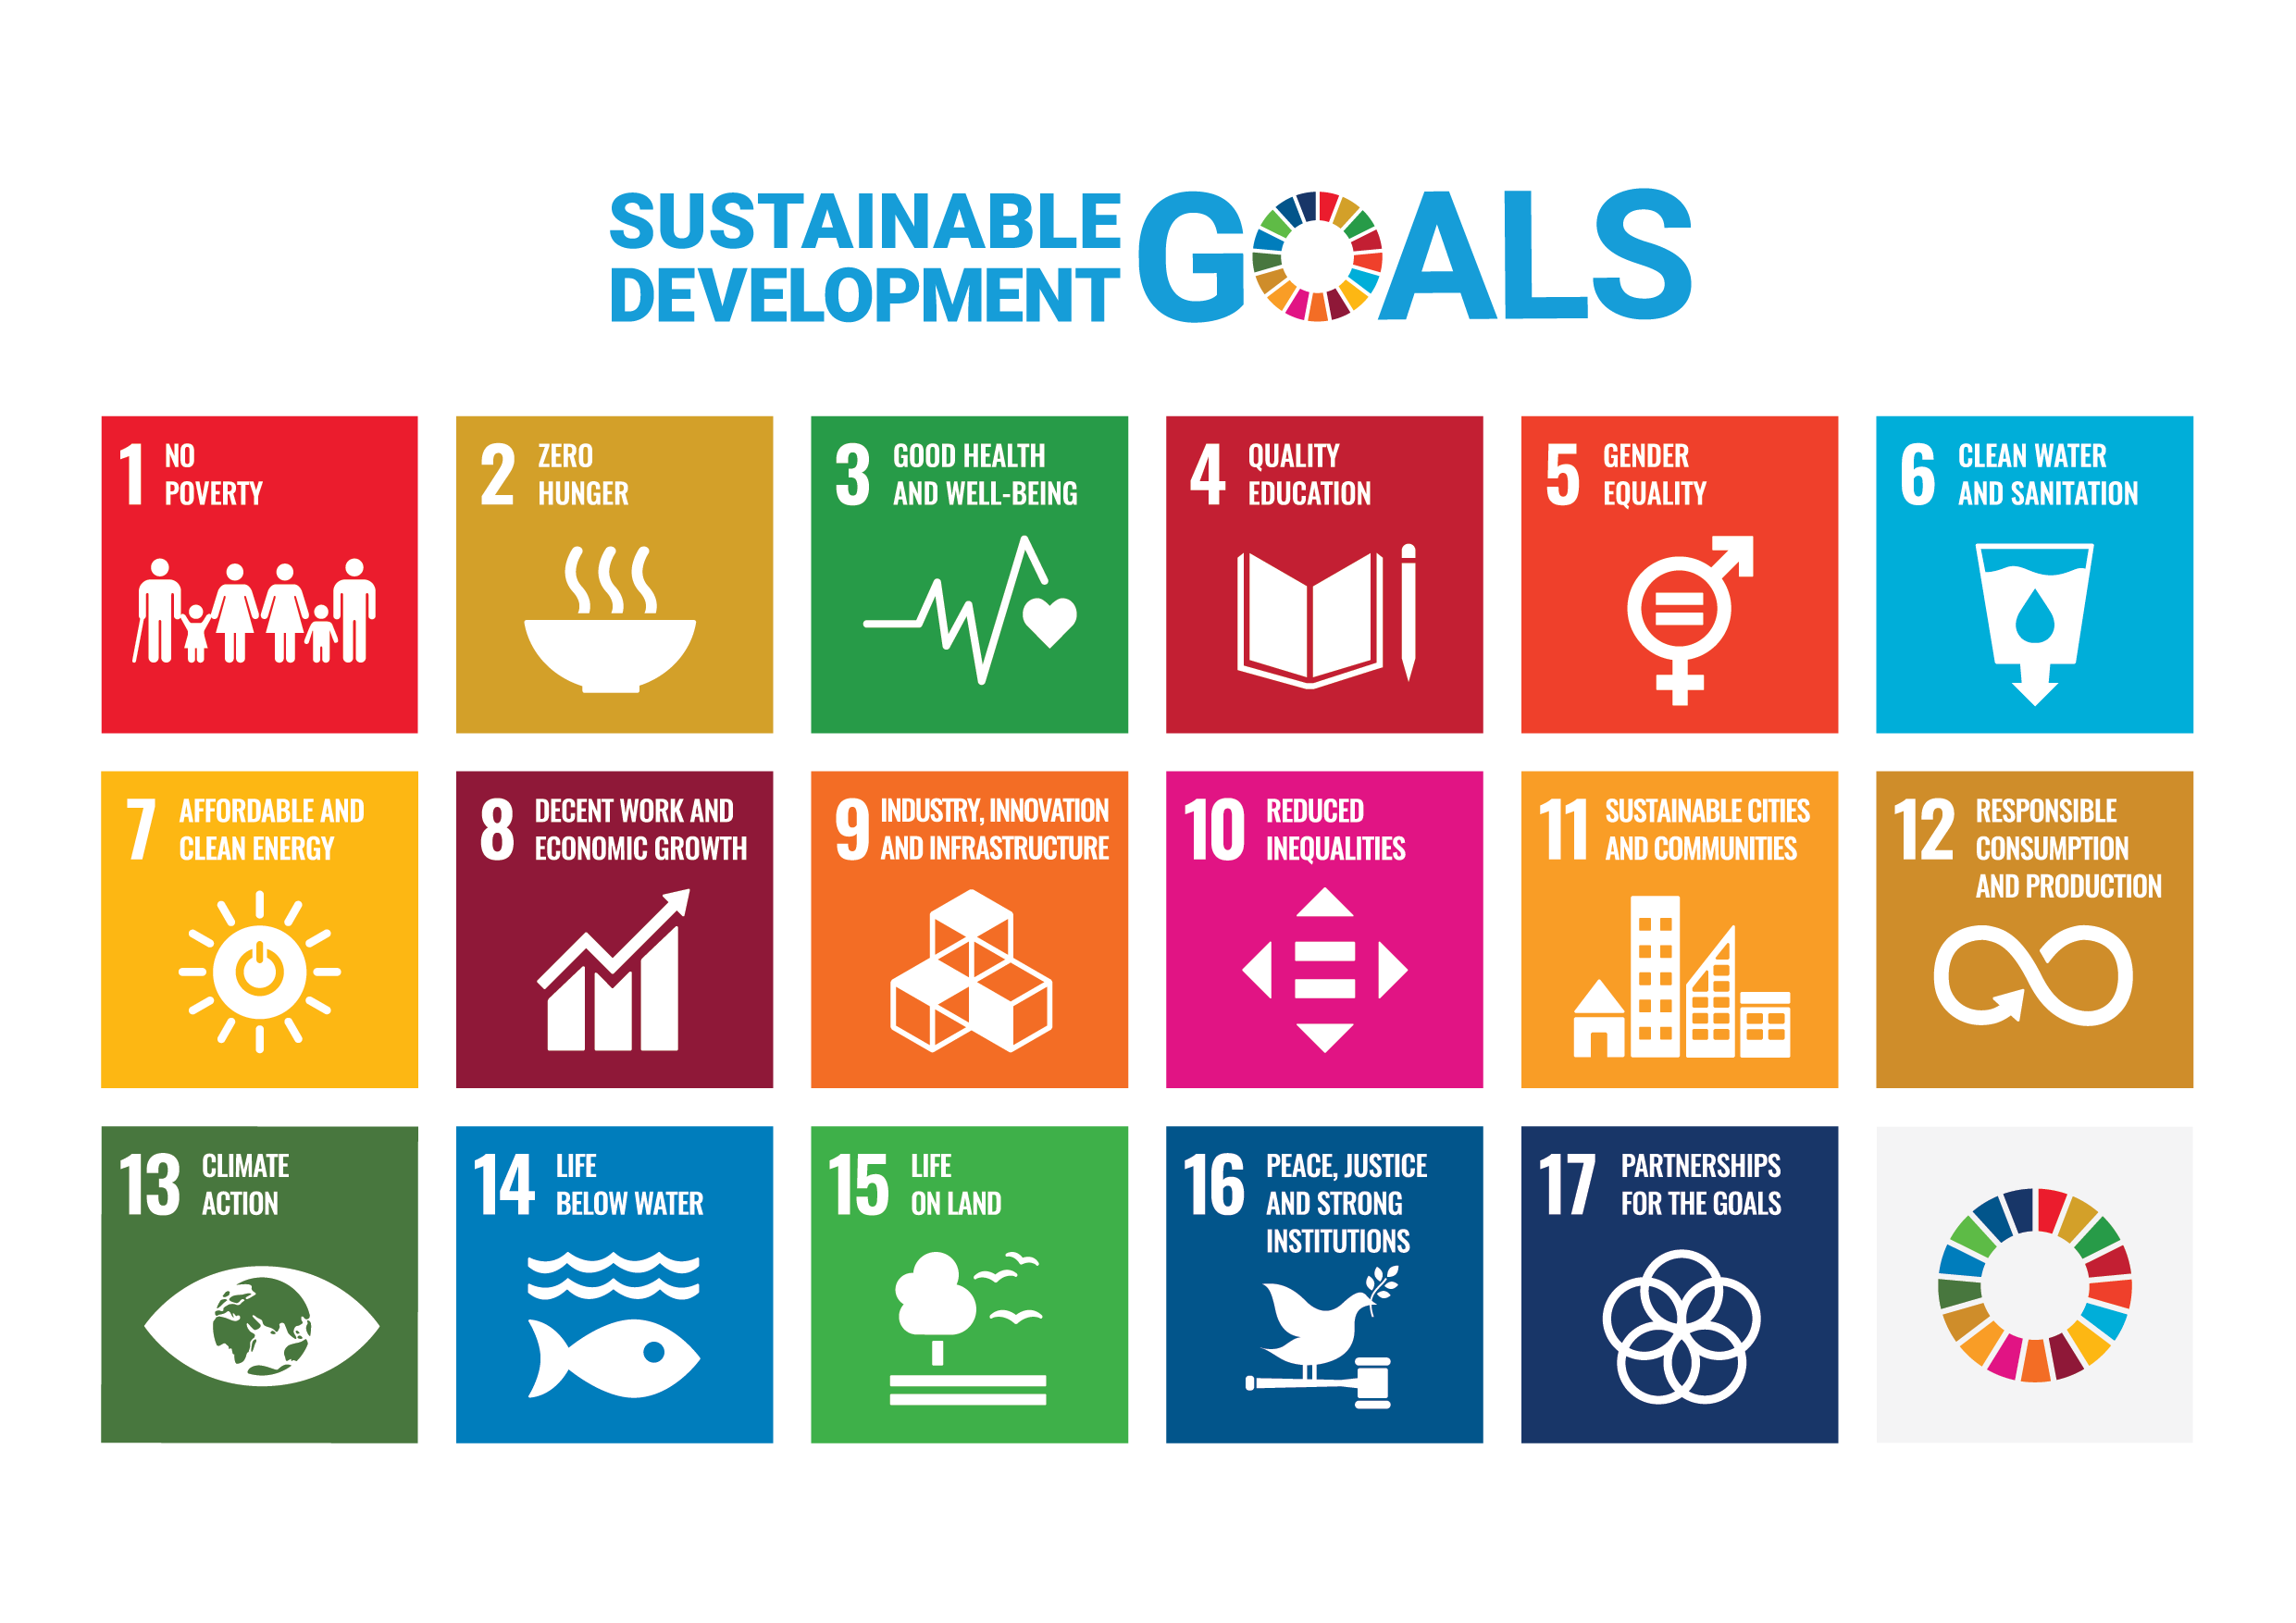 SUSTAINABLE
DEVELOPMENT GOALS
1 NO
POVERTY
2 ZERO
HUNGER
3 GOOD HEALTH
AND WELL-BEING
4 QUALITY
EDUCATION
5 GENDER
EQUALITY
6 CLEAN WATER
AND SANITATION
7 AFFORDABLE AND
CLEAN ENERGY
8 DECENT WORK AND
ECONOMIC GROWTH
9 INDUSTRY, INNOVATION
AND INFRASTRUCTURE
10 REDUCED
INEQUALITIES
11 SUSTAINABLE CITIES
AND COMMUNITIES
12 RESPONSIBLE
CONSUMPTION
AND PRODUCTION
13 CLIMATE
ACTION
14 LIFE
BELOW WATER
15 LIFE
ON LAND
16 PEACE, JUSTICE
AND STRONG
INSTITUTIONS
17 PARTNERSHIPS
FOR THE GOALS